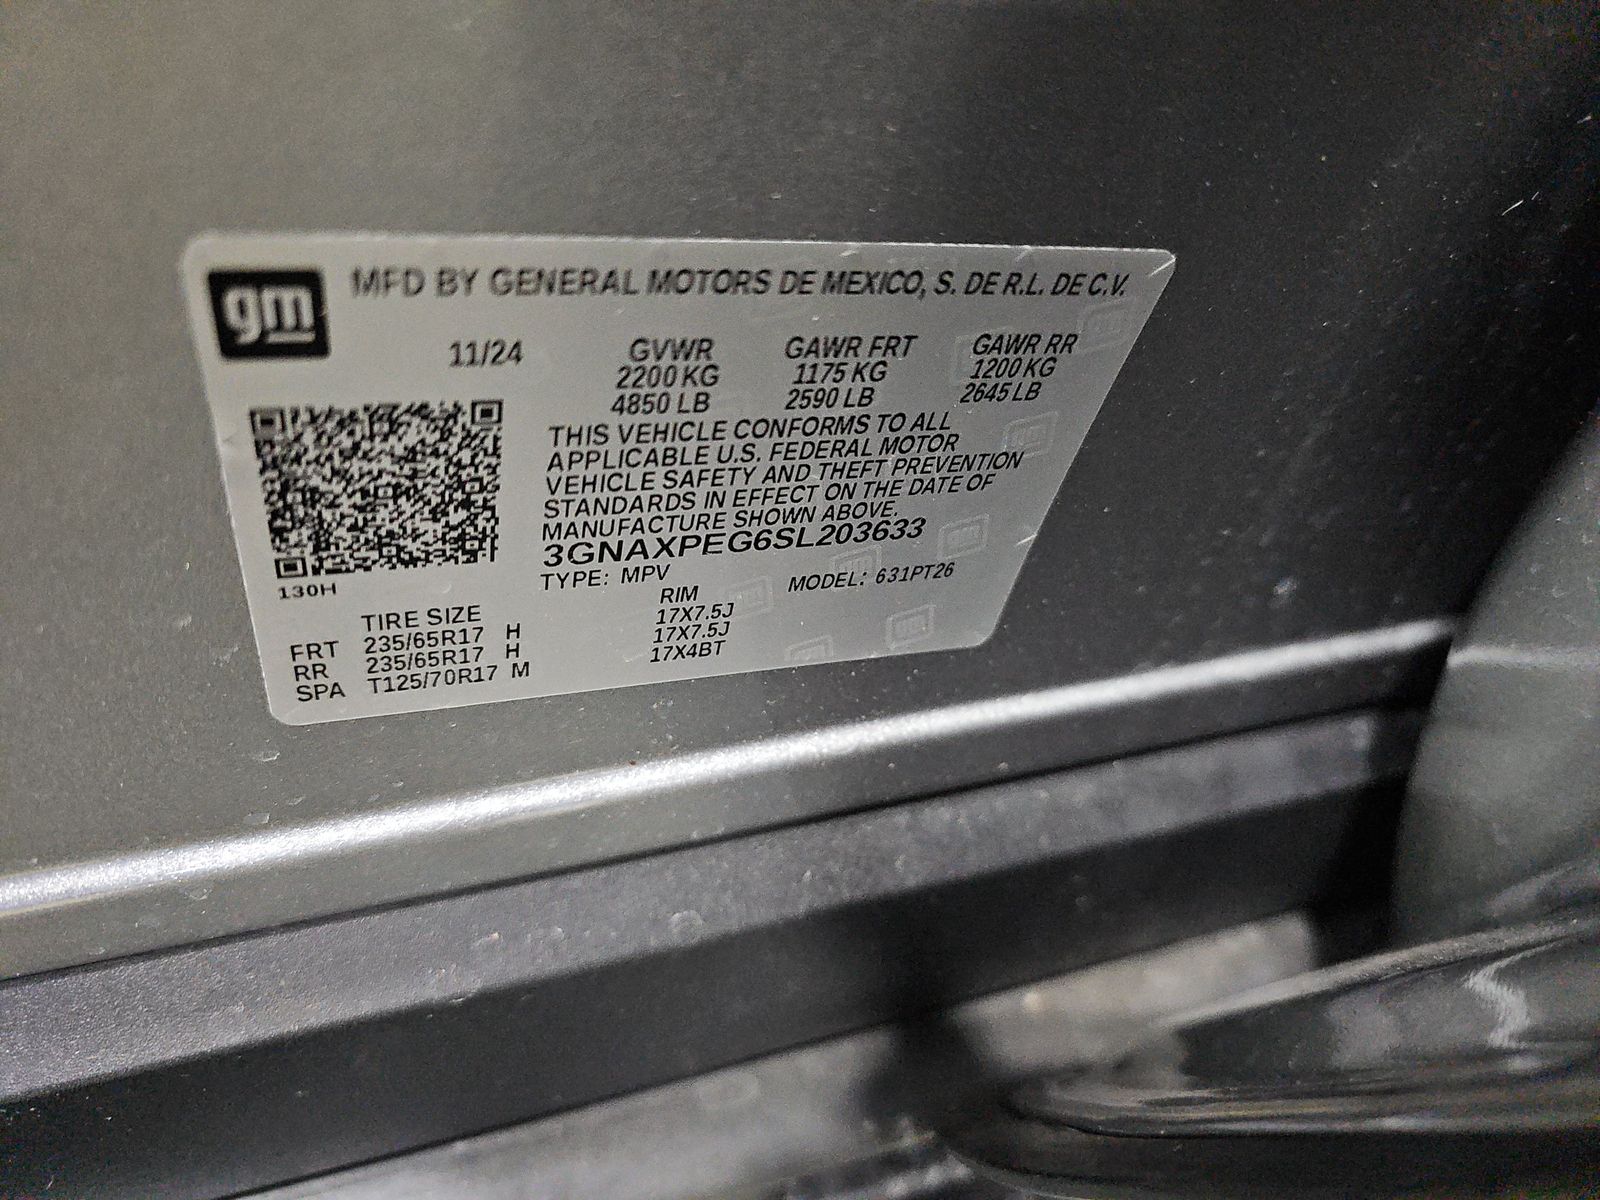 gm
MFD BY GENERAL MOTORS DE MEXICO, S. DE R.L. DE C.V.
11/24 GVWR GAWR FRT GAWR RR
2200 KG 1175 KG 1200 KG
4850 LB 2590 LB 2645 LB
THIS VEHICLE CONFORMS TO ALL
APPLICABLE U.S. FEDERAL MOTOR
VEHICLE SAFETY AND THEFT PREVENTION
STANDARDS IN EFFECT ON THE DATE OF
MANUFACTURE SHOWN ABOVE.
3GNAXPEG6SL203633
TYPE: MPV MODEL: 631PT26
130H
TIRE SIZE RIM
FRT 235/65R17 H 17X7.5J
RR 235/65R17 H 17X7.5J
SPA T125/70R17 M 17X4BT